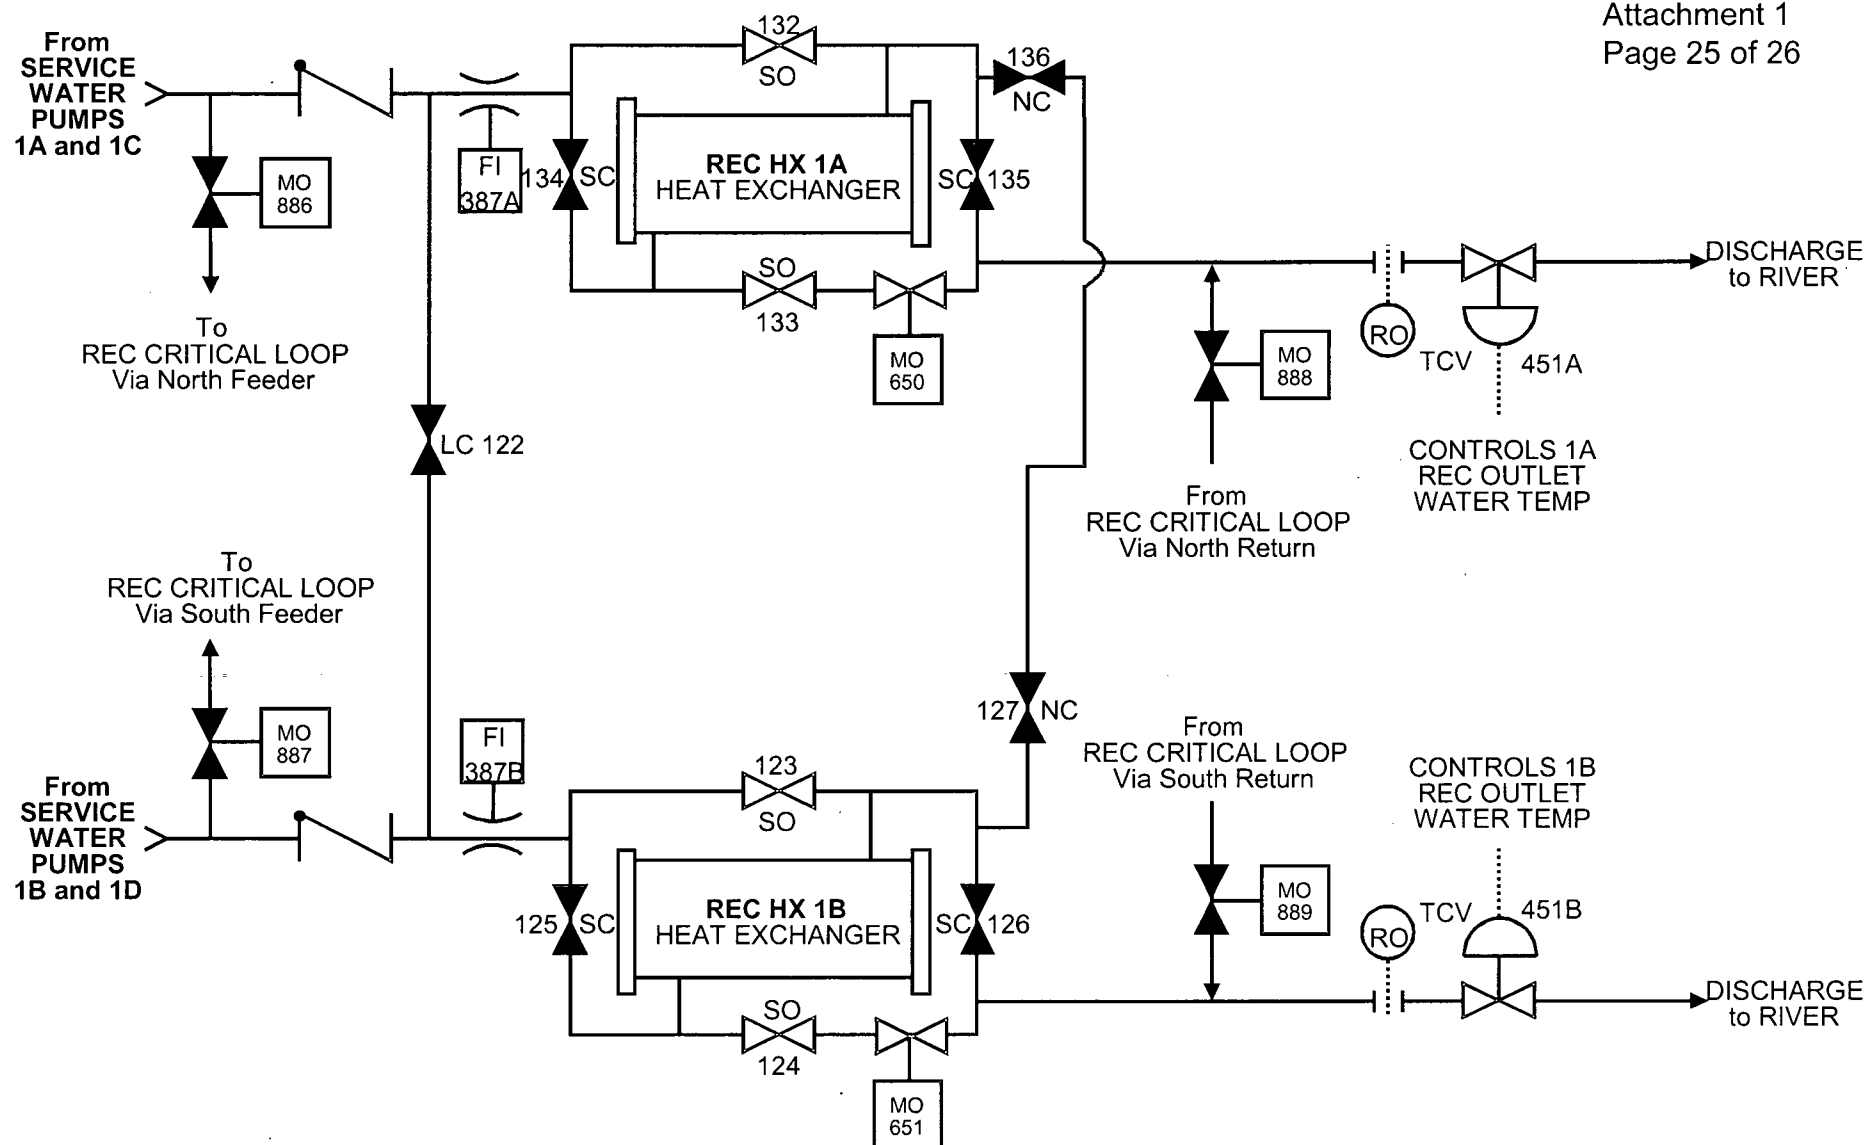 Attachment 1
Page 25 of 26
From
SERVICE
WATER
PUMPS
1A and 1C
MO
886
To
REC CRITICAL LOOP
Via North Feeder
FI
387A
132
SO
134
SC
REC HX 1A
HEAT EXCHANGER
SC
135
136
NC
SO
133
MO
650
MO
888
From
REC CRITICAL LOOP
Via North Return
RO
TCV
451A
CONTROLS 1A
REC OUTLET
WATER TEMP
DISCHARGE
to RIVER
LC 122
To
REC CRITICAL LOOP
Via South Feeder
MO
887
From
SERVICE
WATER
PUMPS
1B and 1D
FI
387B
123
SO
125
SC
REC HX 1B
HEAT EXCHANGER
SC
126
127
NC
SO
124
MO
651
From
REC CRITICAL LOOP
Via South Return
MO
889
CONTROLS 1B
REC OUTLET
WATER TEMP
RO
TCV
451B
DISCHARGE
to RIVER